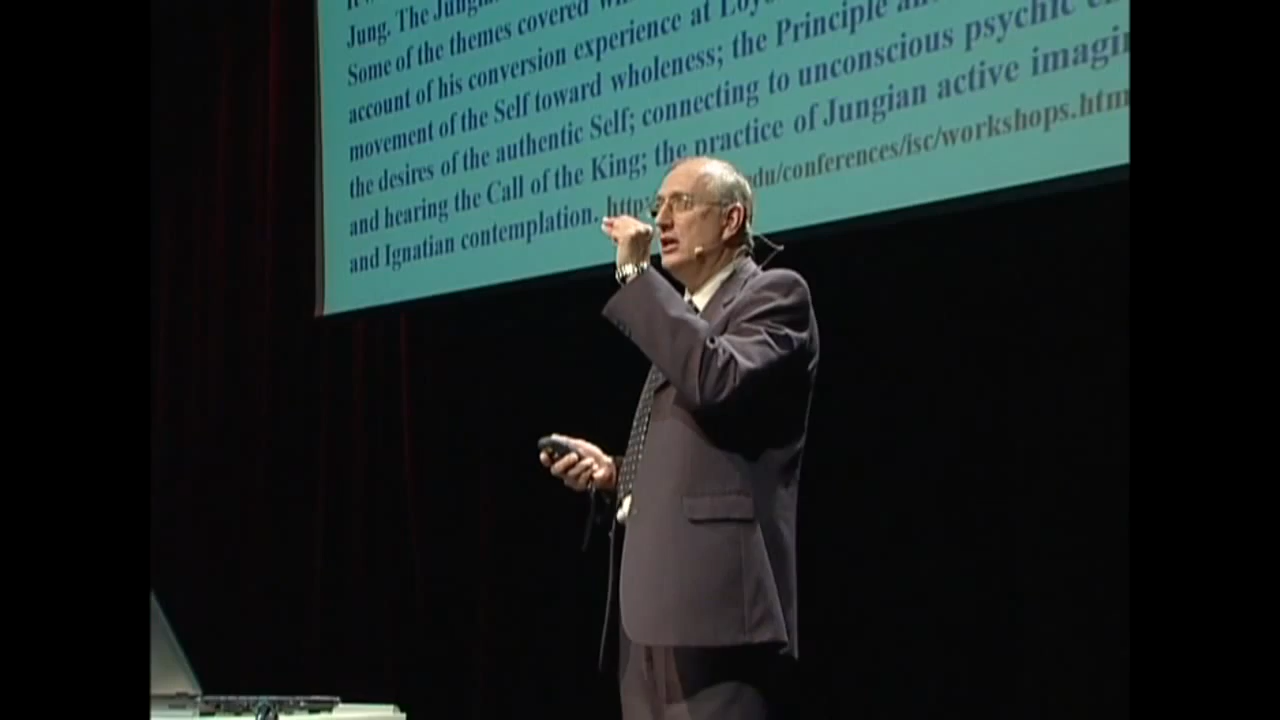 Jung. The Jungian
Some of the themes covered
account of his conversion experience at
movement of the Self toward wholeness; the Principle
the desires of the authentic Self; connecting to unconscious psychic
and hearing the Call of the King; the practice of Jungian active
and Ignatian contemplation. http: edu/conferences/isc/workshops.htm